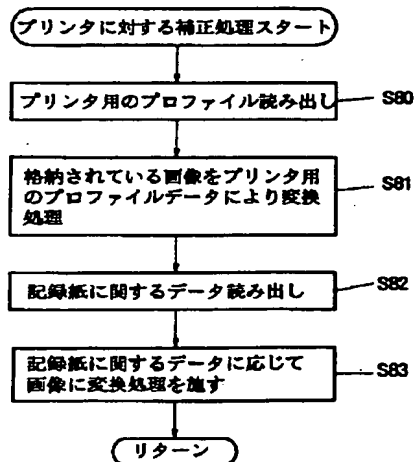 プリンタに対する補正処理スタート
プリンタ用のプロファイル読み出し
S80
格納されている画像をプリンタ用
のプロファイルデータにより変換
処理
S81
記録紙に関するデータ読み出し
S82
記録紙に関するデータに応じて
画像に変換処理を施す
S83
リターン